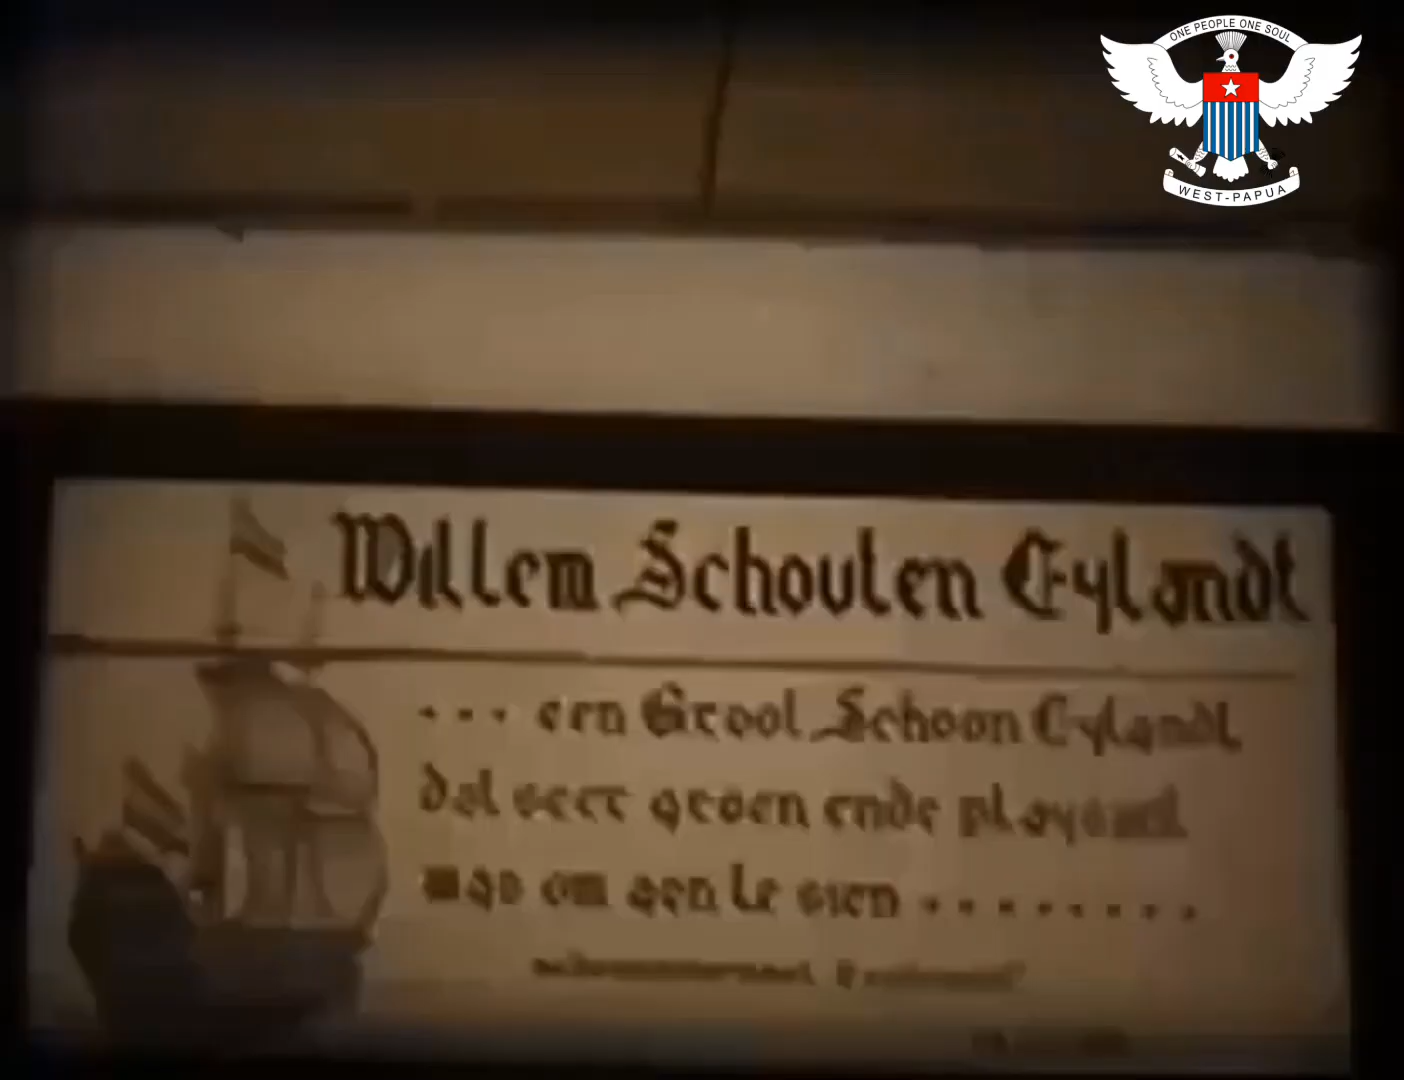 ONE PEOPLE ONE SOUL
WEST-PAPUA
Willem Schouten Eylandt
... een Groot Schoon Eylandt
dat seer groen ende playsant
was om aen te sien ........